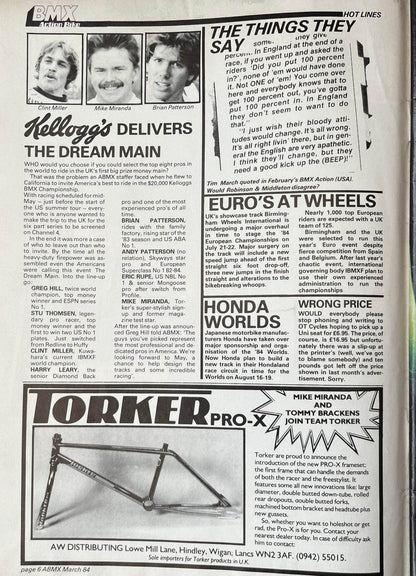 BMX
Action Bike
HOT LINES
Clint Miller
Mike Miranda
Brian Patterson
Kellogg's DELIVERS
THE DREAM MAIN
WHO would you choose if you could select the top eight pros in
the world to ride in the UK's first big prize money main?
That was the problem an ABMX staffer faced when he flew to
California to invite America's best to ride in the $20,000 Kelloggs
BMX Championship.
With racing scheduled for mid-
May – just before the start of
the US summer tour – every-
one who is anyone wanted to
make the trip to the UK for the
six part series to be screened
on Channel 4.
In the end it was more a case
of who to leave out than who
to invite. By the time all the
heavy-duty firepower was as-
sembled even the Americans
were calling this event The
Dream Main. Into the line-up
go:
GREG HILL, twice world
champion, top money
winner and ESPN series
No 1.
STU THOMSEN, legen-
dary pro racer, top
money winner and the
first to win two US No 1
plates. Just switched
from Redline to Huffy
CLINT MILLER, Kuwa-
hara's current IBMXF
world champion.
HARRY LEARY, the
senior Diamond Back
pro and one of the most
experienced pro's of all
time.
BRIAN PATTERSON,
rides with the family
factory, rising star of the
'83 season and US ABA
No 1.
ANDY PATTERSON (no
relation), Skyways star
pro and European
Superclass No 1 82-84.
ERIC RUPE, US NBL No
1 & senior Mongoose
pro after switch from
Profile.
MIKE MIRANDA, Tor-
ker's super-stylish sign-
up and former maga-
zine test star.
After the line up was announ-
ced Greg Hill told ABMX: 'The
guys you've picked represent
the most professional and de-
dicated pros in America. We're
looking forward to May, a
chance to help design the
tracks and some incredible
racing'.
THE THINGS THEY
SAY
some. they give
percent. In England at the end of a
race, if you went up and asked the
riders 'Did you put 100 percent
in?', none of 'em would have done
it. Not ONE of 'em! You come over
here and everybody knows that to
get 100 percent out, you've gotta
put 100 percent in. In England
they don't seem to want to do
that."
"I just wish their bloody atti-
tudes would change. It's all wrong.
It's all right livin' there, but in gen-
eral the English are very apathetic.
I think they'll change, but they
need a good kick up the (BEEP)!"
Tim March quoted in February's BMX Action (USA).
Would Robinson & Middleton disagree?
EURO'S AT WHEELS
UK's showcase track Birming-
ham Wheels International is
undergoing a major overhaul
in time to stage the '84
European Championships on
July 21-22. Major surgery on
the track will include a new
speed jump ahead of the first
straight six foot drop-off,
three new jumps in the finish
straight and alterations to the
bikebreaking whoops.
Nearly 1,000 top European
riders are expected with a UK
team of 125.
Birmingham and the UK
were selected to run this
year's Euro event despite
fierce competition from Spain
and Belgium. After last years
chaotic event, international
governing body IBMXF plan to
use their own experienced
administration to run the
championships
HONDA
WORLDS
Japanese motorbike manufac-
turers Honda have taken over
major sponsorship and orga-
nisation of the '84 Worlds.
Now Honda plan to build a
new track in their Hondaland
race circuit in time for the
Worlds on August 16-19.
WRONG PRICE
WOULD everybody please
stop phoning and writing to
OT Cycles hoping to pick up a
Uni seat for £5.95. The price, of
course, is £16.95 but unfortu-
nately there was a slip-up at
the printer's (well, we've got
to blame somebody) and ten
pounds got left off the price
shown in last month's adver-
tisement. Sorry.
TORKER PRO-X
MIKE MIRANDA
AND
TOMMY BRACKENS
JOIN TEAM TORKER
Torker are proud to announce the
introduction of the new PRO-X frameset;
the first frame that can handle the demands
of both the racer and the freestylist. It
features some all new innovations like: large
diameter, double butted down-tube, rolled
rear dropouts, double butted forks,
machined bottom bracket and headtube plus
new gussets.
So, whether you want to holeshot or get
rad, the Pro-X is for you. Contact your
nearest dealer today. In case of difficulty ask
him to contact:
AW DISTRIBUTING Lowe Mill Lane, Hindley, Wigan, Lancs WN2 3AF. (0942) 55015.
Sole importers for Torker products in U.K.
page 6 ABMX March 84